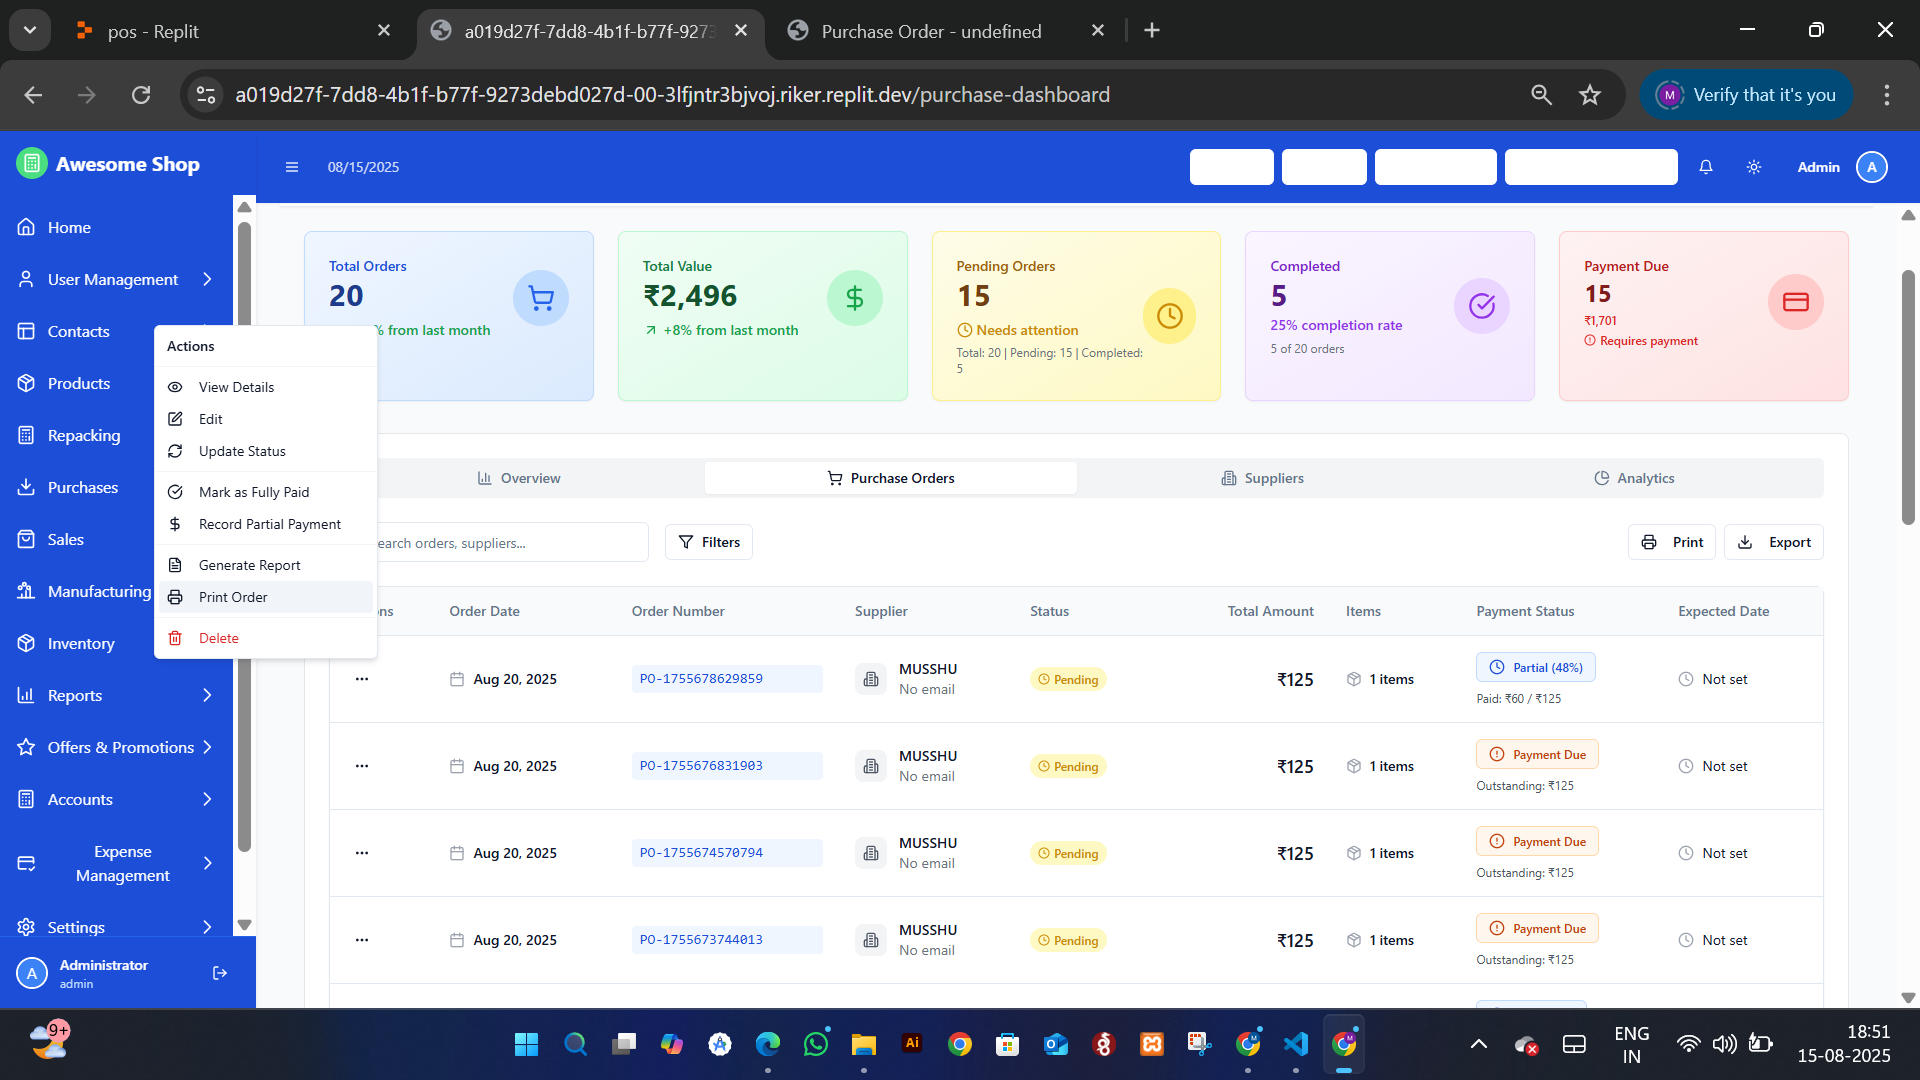 pos - Replit
a019d27f-7dd8-4b1f-b77f-9273
Purchase Order - undefined
a019d27f-7dd8-4b1f-b77f-9273debd027d-00-3lfjntr3bjvoj.riker.replit.dev/purchase-dashboard
M
Verify that it's you
Awesome Shop
08/15/2025
Admin
A
Home
User Management
Contacts
Products
Repacking
Purchases
Sales
Manufacturing
Inventory
Reports
Offers & Promotions
Accounts
Expense
Management
Settings
A
Administrator
admin
Actions
View Details
Edit
Update Status
Mark as Fully Paid
Record Partial Payment
Generate Report
Print Order
Delete
Total Orders
20
% from last month
Total Value
₹2,496
+8% from last month
Pending Orders
15
Needs attention
Total: 20 | Pending: 15 | Completed:
5
Completed
5
25% completion rate
5 of 20 orders
Payment Due
15
₹1,701
Requires payment
Overview
Purchase Orders
Suppliers
Analytics
earch orders, suppliers...
Filters
Print
Export
ns Order Date Order Number Supplier Status Total Amount Items Payment Status Expected Date
Aug 20, 2025 PO-1755678629859 MUSSHU No email Pending ₹125 1 items Partial (48%) Paid: ₹60 / ₹125 Not set
Aug 20, 2025 PO-1755676831903 MUSSHU No email Pending ₹125 1 items Payment Due Outstanding: ₹125 Not set
Aug 20, 2025 PO-1755674570794 MUSSHU No email Pending ₹125 1 items Payment Due Outstanding: ₹125 Not set
Aug 20, 2025 PO-1755673744013 MUSSHU No email Pending ₹125 1 items Payment Due Outstanding: ₹125 Not set
9+
Ai
ENG
IN
18:51
15-08-2025